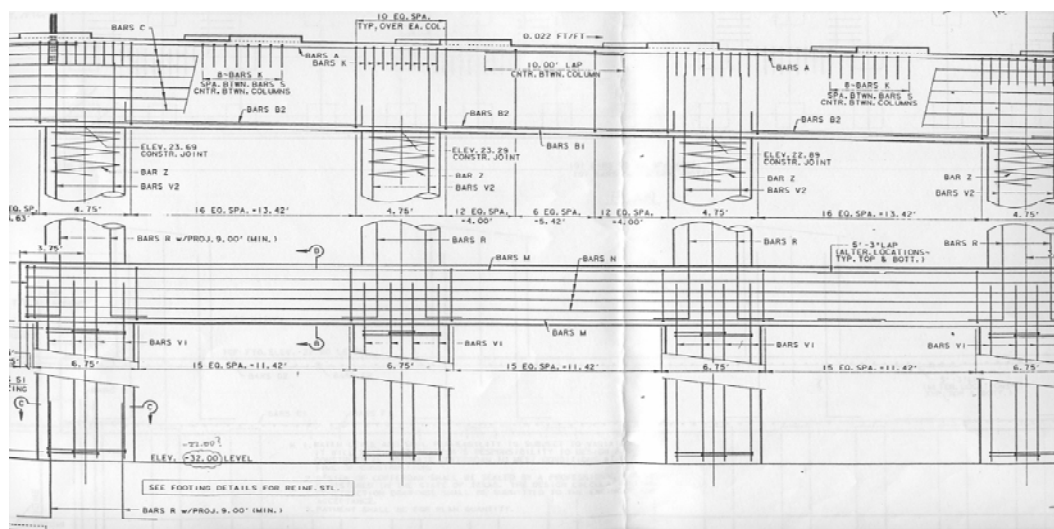 10 EQ. SPA.
TYP. OVER EA. COL.
BARS C
0.022 FT/FT
BARS A
BARS K
10.00' LAP
CNTR. BTWN. COLUMN
BARS A
8-BARS K
SPA. BTWN. BARS S
CNTR. BTWN. COLUMNS
8-BARS K
SPA. BTWN. BARS S
CNTR. BTWN. COLUMNS
BARS B2
BARS B2
BARS B1
BARS B2
ELEV. 23.69
CONSTR. JOINT
ELEV. 23.29
CONSTR. JOINT
ELEV. 22.89
CONSTR. JOINT
BAR Z
BARS V2
BAR Z
BARS V2
BAR Z
BARS V2
BAR Z
BARS V2
EQ. SP.
4.75'
16 EQ. SPA. =13.42'
4.75'
12 EQ. SPA.
=4.00'
6 EQ. SPA.
=5.42'
12 EQ. SPA.
=4.00'
4.75'
16 EQ. SPA. =13.42'
4.75'
3.75'
BARS R w/PROJ. 9.00' (MIN.)
B
BARS R
BARS R
5'-3" LAP
(ALTER. LOCATIONS-
TYP. TOP & BOTT.)
BARS R
BARS M
BARS N
BARS M
BARS V1
B
BARS V1
BARS V1
BARS V1
6.75'
15 EQ. SPA. =11.42'
6.75'
15 EQ. SPA. =11.42'
6.75'
15 EQ. SPA. =11.42'
6.75'
S1
C
C
ELEV. -32.00 LEVEL
SEE FOOTING DETAILS FOR REINF. STL.
BARS R w/PROJ. 9.00' (MIN.)